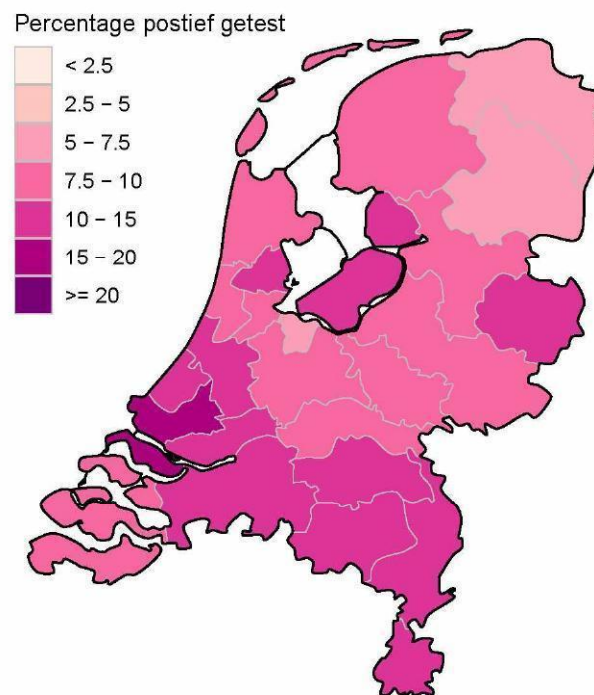 Percentage postief getest
< 2.5
2.5 – 5
5 – 7.5
7.5 – 10
10 – 15
15 – 20
>= 20